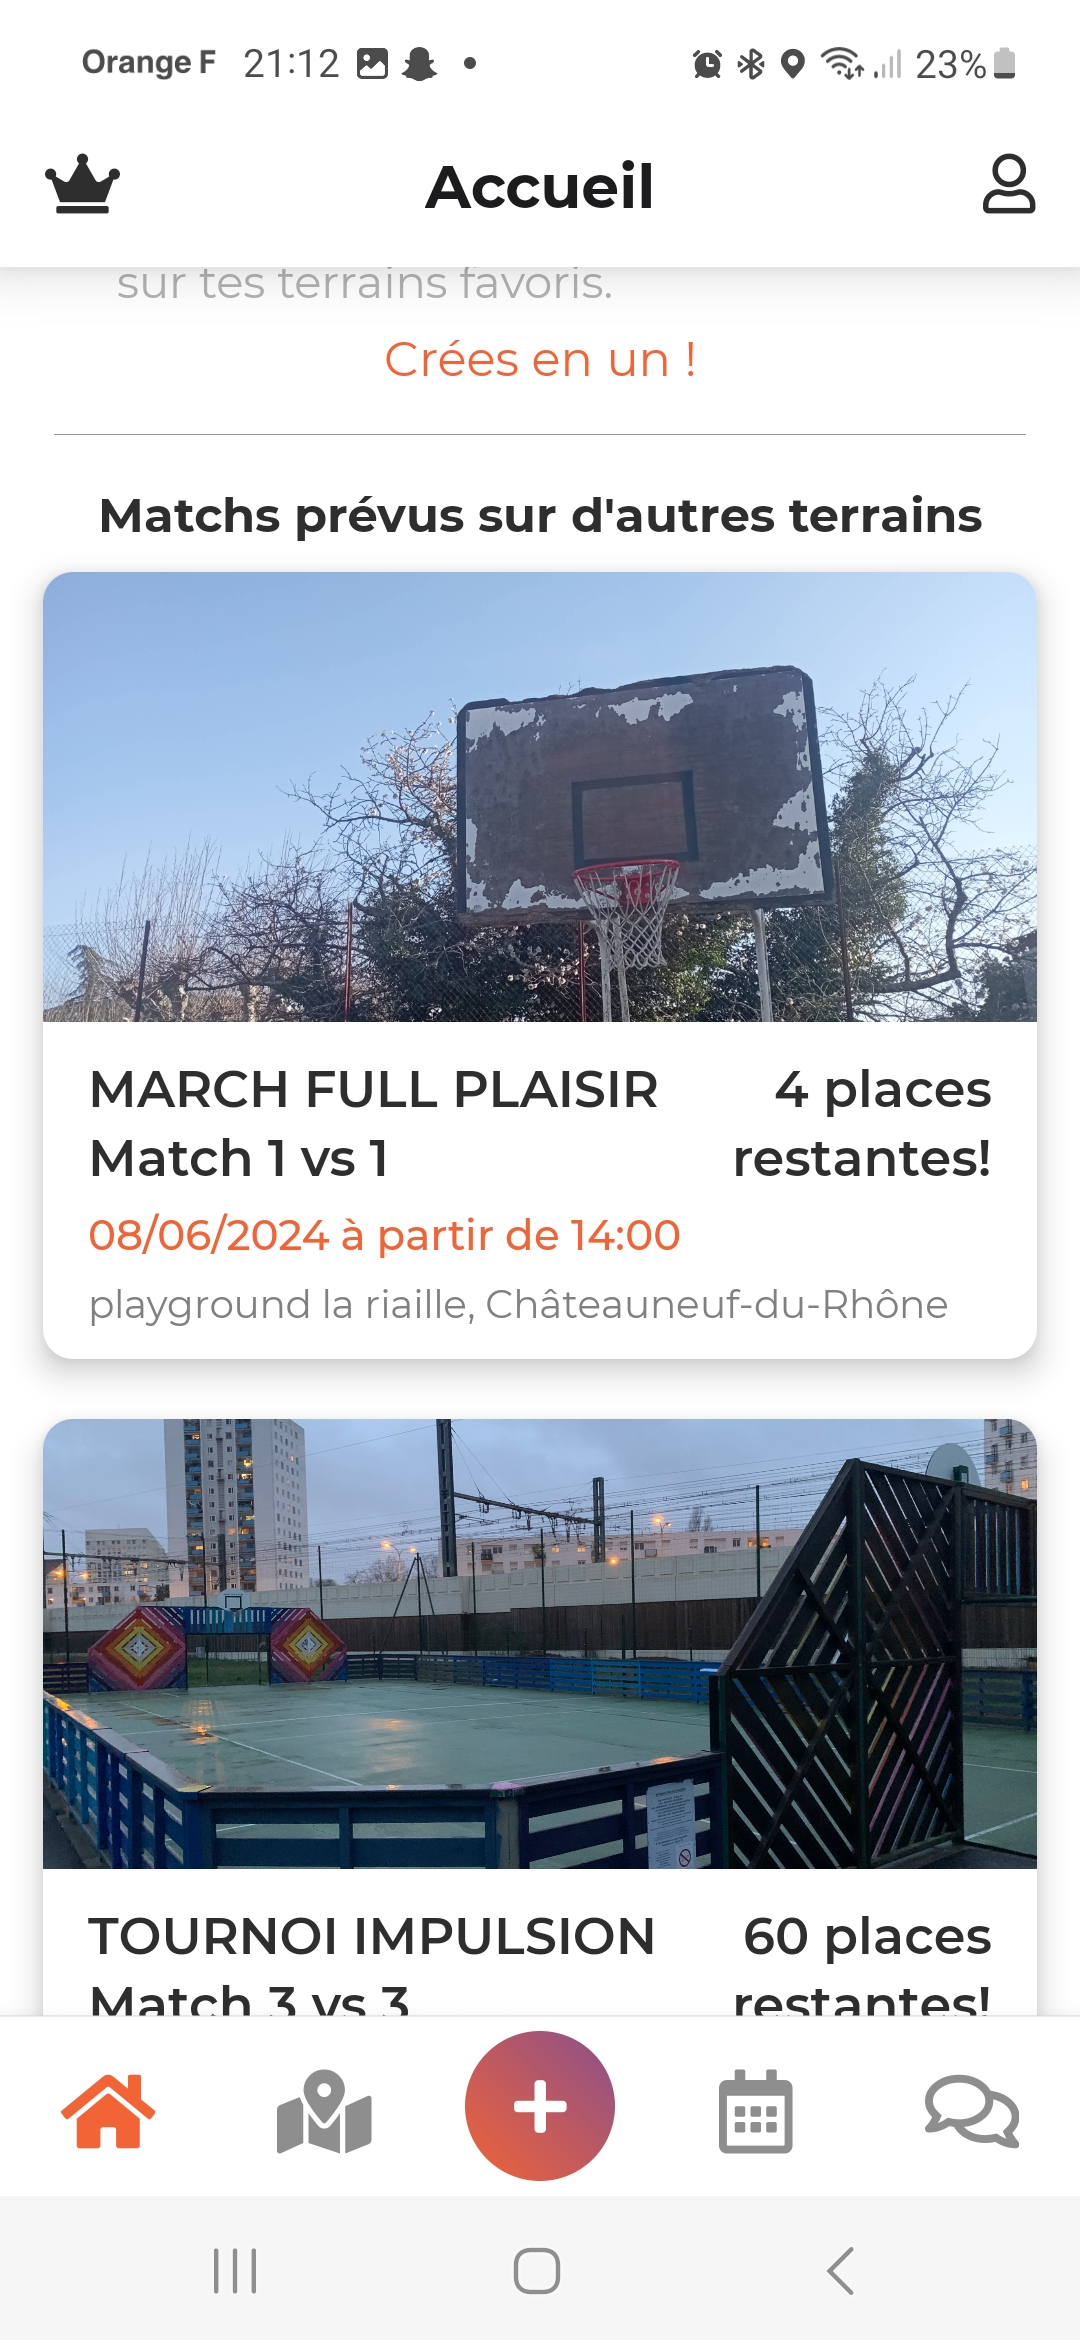 Orange F 21:12 23%
Accueil
sur tes terrains favoris.
Crées en un !
Matchs prévus sur d'autres terrains
MARCH FULL PLAISIR 4 places
Match 1 vs 1 restantes!
08/06/2024 à partir de 14:00
playground la riaille, Châteauneuf-du-Rhône
TOURNOI IMPULSION 60 places
Match 3 vs 3 restantes!